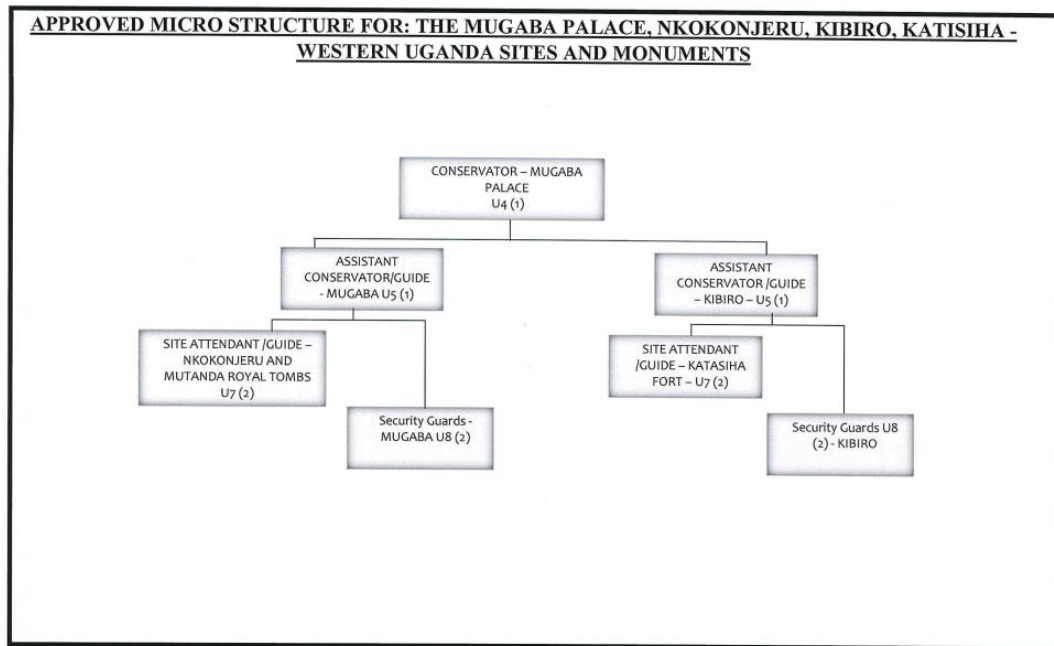 APPROVED MICRO STRUCTURE FOR: THE MUGABA PALACE, NKOKONJERU, KIBIRO, KATISIHA -
WESTERN UGANDA SITES AND MONUMENTS
CONSERVATOR – MUGABA
PALACE
U4 (1)
ASSISTANT
CONSERVATOR/GUIDE
- MUGABA U5 (1)
ASSISTANT
CONSERVATOR /GUIDE
– KIBIRO – U5 (1)
SITE ATTENDANT /GUIDE –
NKOKONJERU AND
MUTANDA ROYAL TOMBS
U7 (2)
SITE ATTENDANT
/GUIDE – KATASIHA
FORT – U7 (2)
Security Guards -
MUGABA U8 (2)
Security Guards U8
(2) - KIBIRO